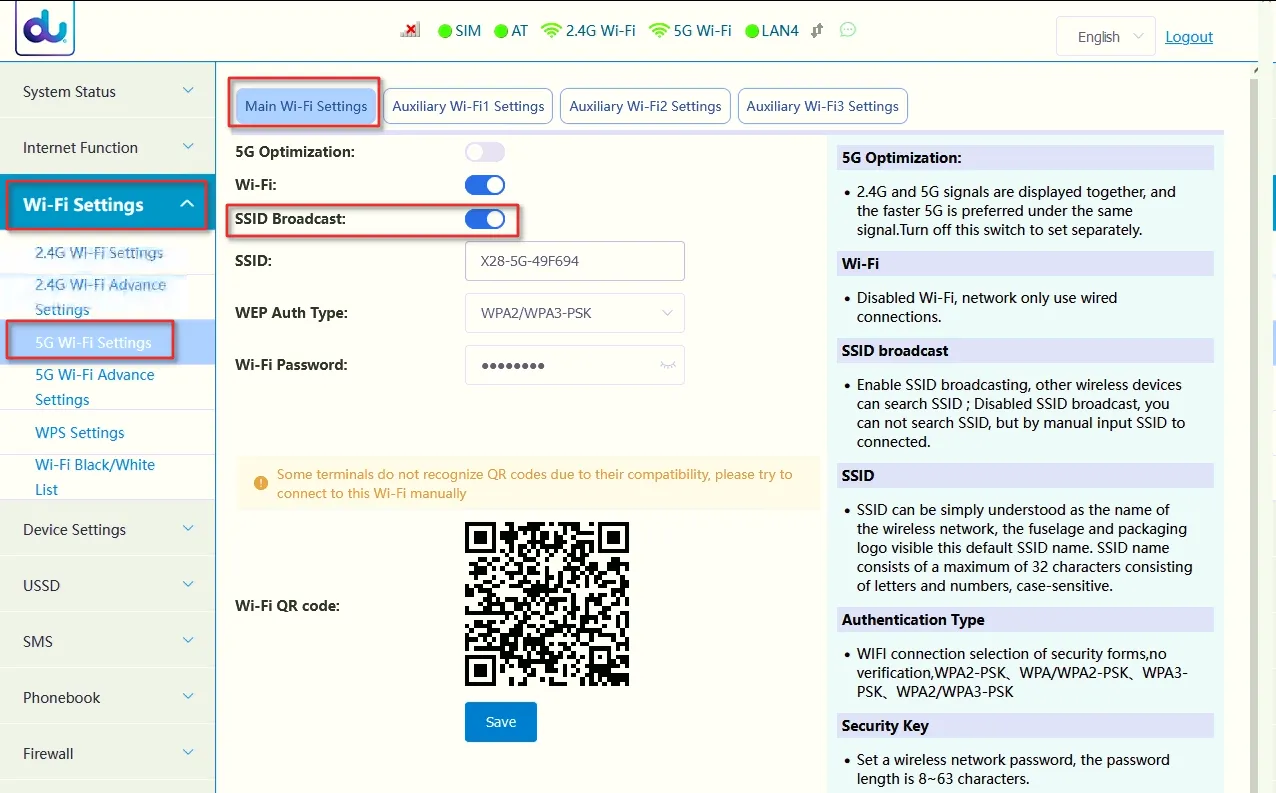 du
SIM AT 2.4G Wi-Fi 5G Wi-Fi LAN4
English
Logout
System Status
Internet Function
Wi-Fi Settings
2.4G Wi-Fi Settings
2.4G Wi-Fi Advance
Settings
5G Wi-Fi Settings
5G Wi-Fi Advance
Settings
WPS Settings
Wi-Fi Black/White
List
Device Settings
USSD
SMS
Phonebook
Firewall
Main Wi-Fi Settings
Auxiliary Wi-Fi1 Settings
Auxiliary Wi-Fi2 Settings
Auxiliary Wi-Fi3 Settings
5G Optimization:
Wi-Fi:
SSID Broadcast:
SSID:
X28-5G-49F694
WEP Auth Type:
WPA2/WPA3-PSK
Wi-Fi Password:
••••••••
Some terminals do not recognize QR codes due to their compatibility, please try to
connect to this Wi-Fi manually
Wi-Fi QR code:
Save
5G Optimization:
• 2.4G and 5G signals are displayed together, and
the faster 5G is preferred under the same
signal.Turn off this switch to set separately.
Wi-Fi
• Disabled Wi-Fi, network only use wired
connections.
SSID broadcast
• Enable SSID broadcasting, other wireless devices
can search SSID ; Disabled SSID broadcast, you
can not search SSID, but by manual input SSID to
connected.
SSID
• SSID can be simply understood as the name of
the wireless network, the fuselage and packaging
logo visible this default SSID name. SSID name
consists of a maximum of 32 characters consisting
of letters and numbers, case-sensitive.
Authentication Type
• WIFI connection selection of security forms,no
verification,WPA2-PSK、WPA/WPA2-PSK、WPA3-
PSK、WPA2/WPA3-PSK
Security Key
• Set a wireless network password, the password
length is 8~63 characters.